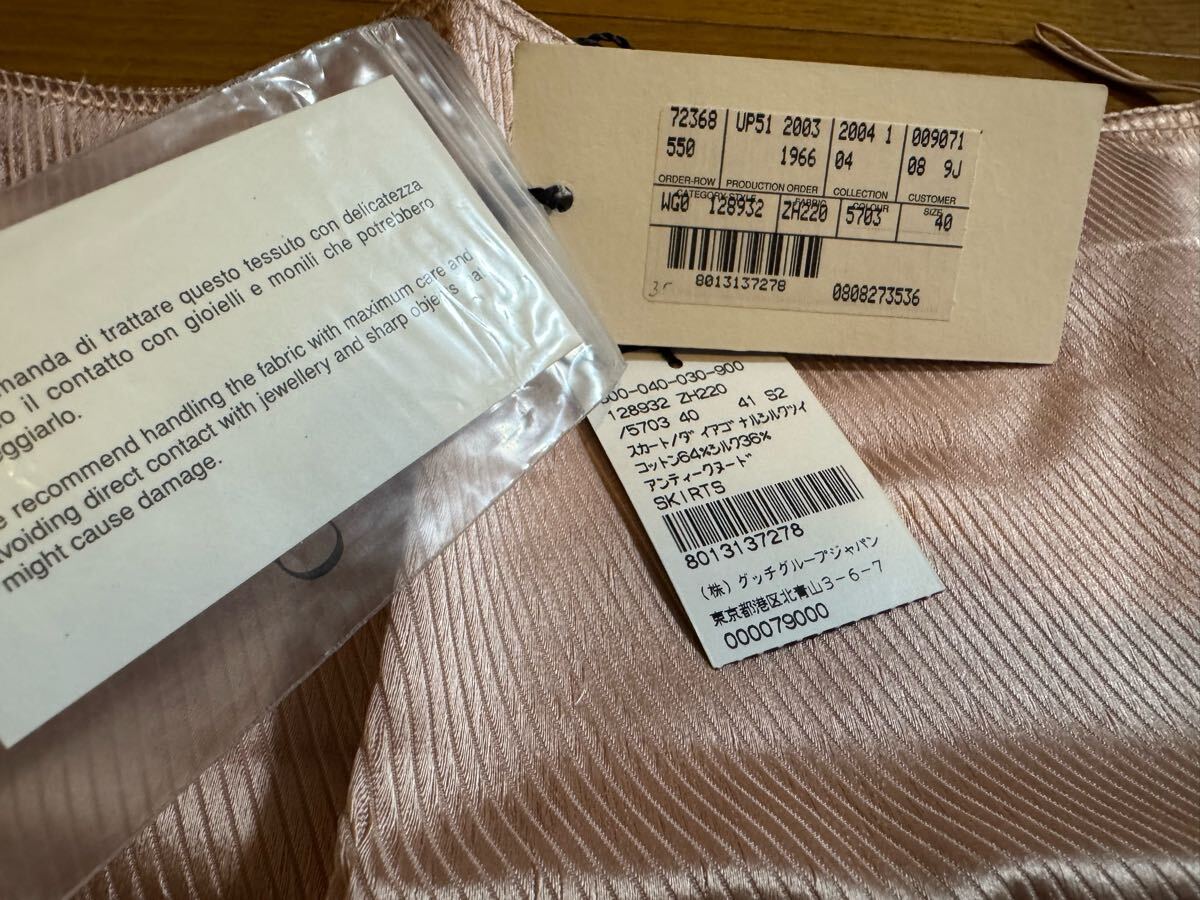 manda di trattare questo tessuto con delicatezza
il contatto con gioielli e monili che potrebbero
eggiarlo.
recommend handling the fabric with maximum care and
avoiding direct contact with jewellery and sharp objects
might cause damage.
72368 UP51 2003 2004 1 009071
550 1966 04 08 9J
ORDER-ROW PRODUCTION ORDER COLLECTION CUSTOMER
CATEGORY STYLE FABRIC COLOUR SIZE
WG0 128932 ZH220 5703 40
8013137278
0808273536
35
00-040-030-900
128932 ZH220
/5703 40 41 S2
スカート/ダイアゴナルシルクツイ
コットン64%シルク36%
アンティークヌード
SKIRTS
8013137278
(株)グッチグループジャパン
東京都港区北青山3-6-7
000079000